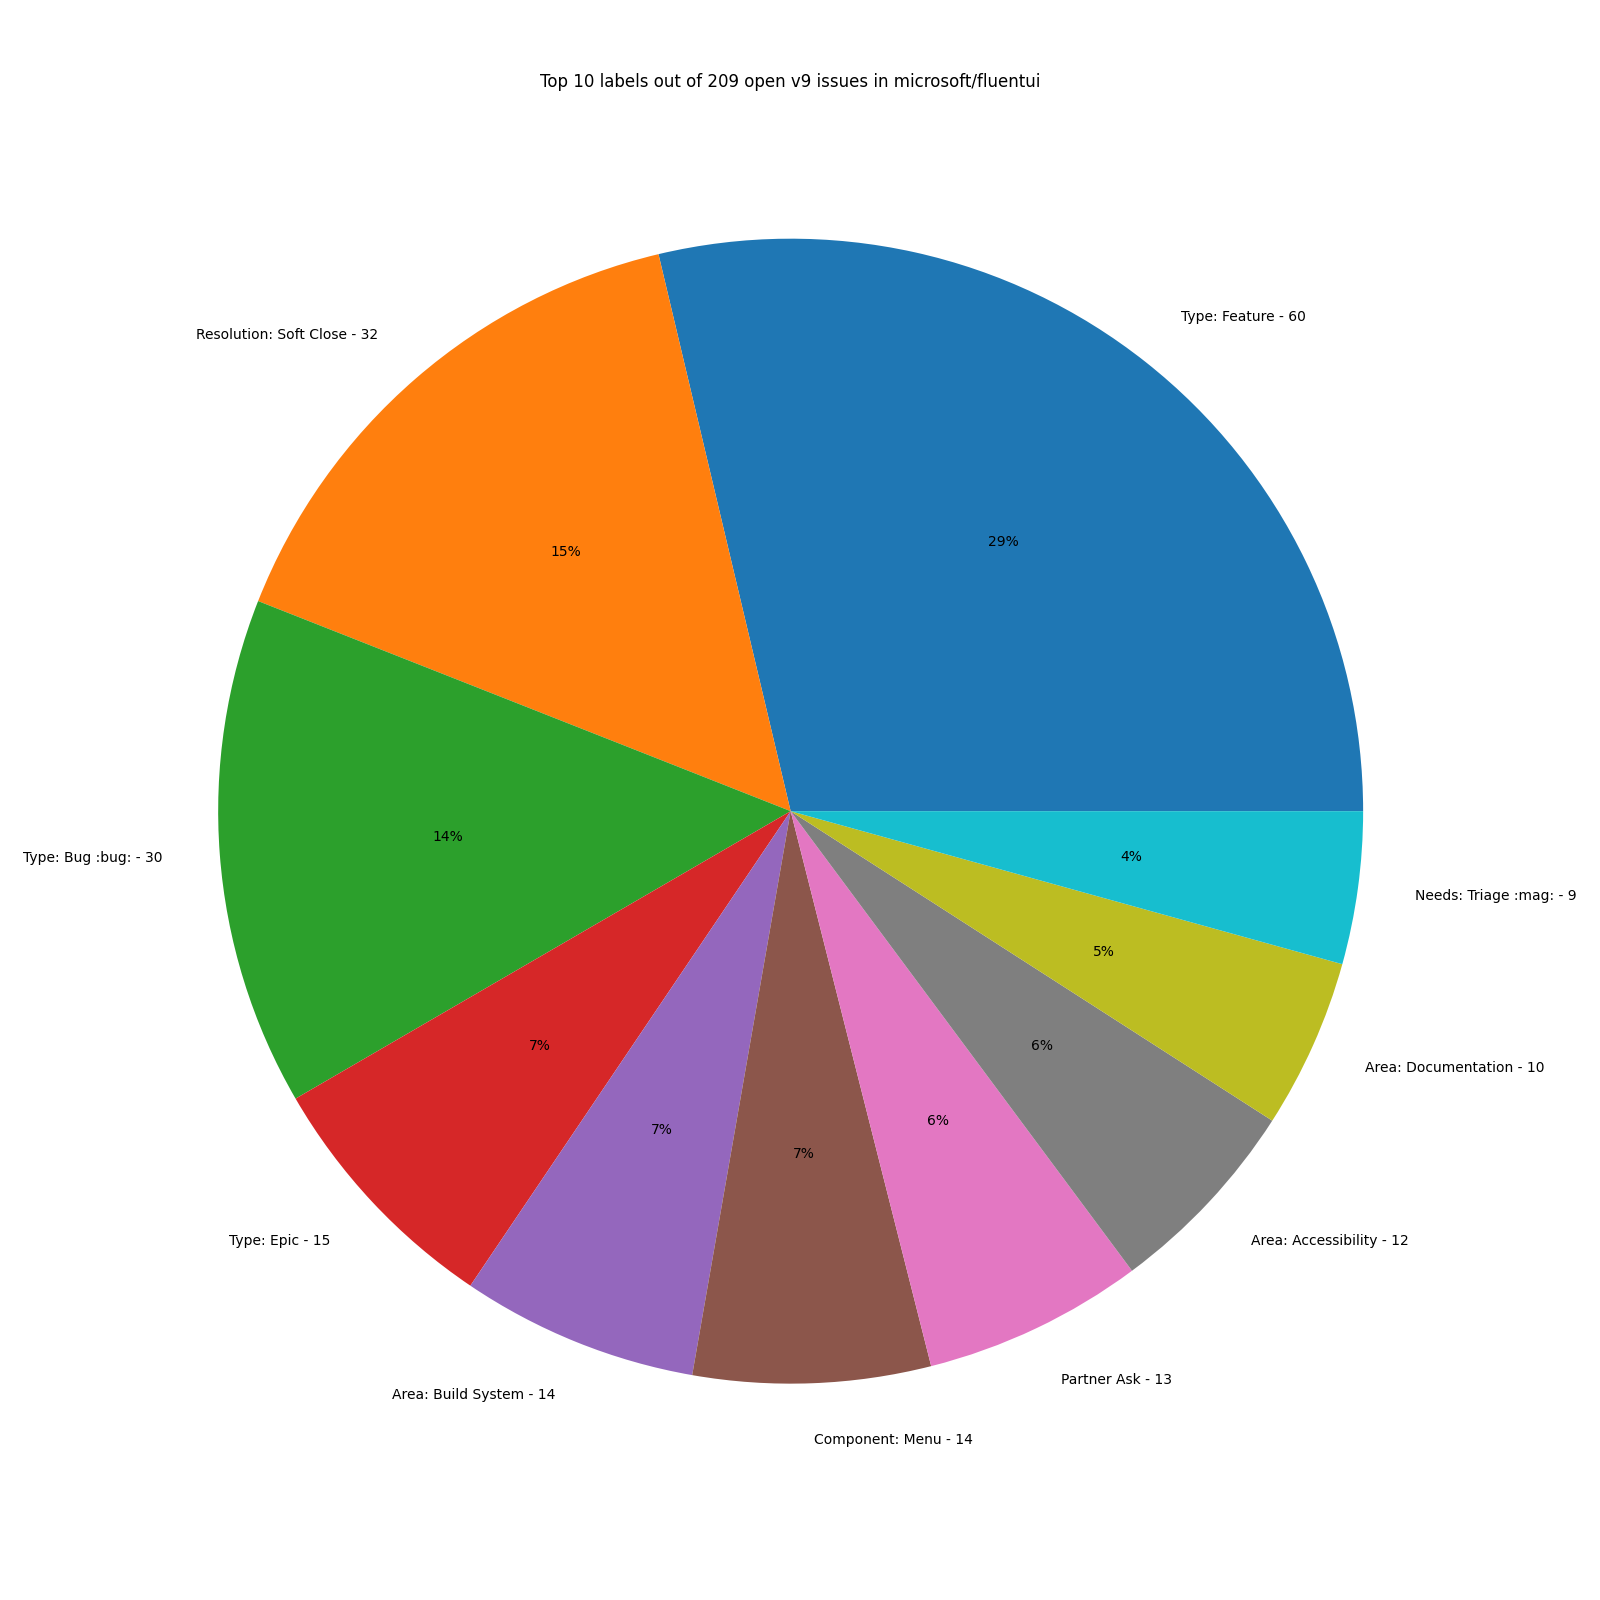 Top 10 labels out of 209 open v9 issues in microsoft/fluentui
Type: Feature - 60
Resolution: Soft Close - 32
29%
15%
14%
Type: Bug :bug: - 30
4%
Needs: Triage :mag: - 9
5%
7%
6%
Area: Documentation - 10
7%
6%
7%
Type: Epic - 15
Area: Accessibility - 12
Partner Ask - 13
Area: Build System - 14
Component: Menu - 14